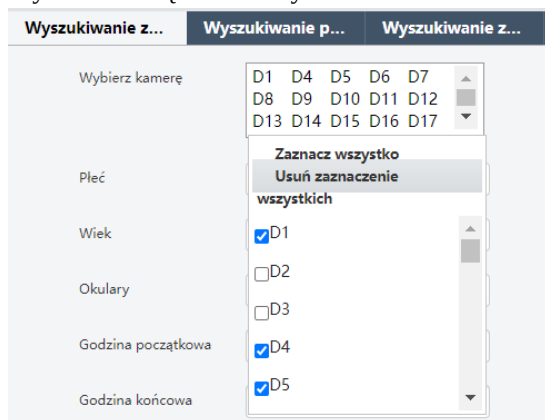 Wyszukiwanie z... Wyszukiwanie p... Wyszukiwanie z...
Wybierz kamerę
D1 D4 D5 D6 D7
D8 D9 D10 D11 D12
D13 D14 D15 D16 D17
Zaznacz wszystko
Usuń zaznaczenie
wszystkich
Płeć
Wiek
D1
D2
Okulary
D3
Godzina początkowa
D4
D5
Godzina końcowa